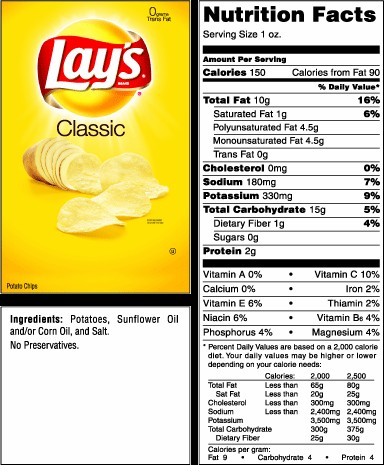 0 grams
Trans Fat
Lay's
BRAND
®
Classic
Potato Chips
Ingredients: Potatoes, Sunflower Oil
and/or Corn Oil, and Salt.
No Preservatives.
Nutrition Facts
Serving Size 1 oz.
Amount Per Serving
Calories 150 Calories from Fat 90
% Daily Value*
Total Fat 10g 16%
Saturated Fat 1g 6%
Polyunsaturated Fat 4.5g
Monounsaturated Fat 4.5g
Trans Fat 0g
Cholesterol 0mg 0%
Sodium 180mg 7%
Potassium 330mg 9%
Total Carbohydrate 15g 5%
Dietary Fiber 1g 4%
Sugars 0g
Protein 2g
Vitamin A 0% • Vitamin C 10%
Calcium 0% • Iron 2%
Vitamin E 6% • Thiamin 2%
Niacin 6% • Vitamin B6 4%
Phosphorus 4% • Magnesium 4%
* Percent Daily Values are based on a 2,000 calorie
diet. Your daily values may be higher or lower
depending on your calorie needs:
Calories: 2,000 2,500
Total Fat Less than 65g 80g
Sat Fat Less than 20g 25g
Cholesterol Less than 300mg 300mg
Sodium Less than 2,400mg 2,400mg
Potassium 3,500mg 3,500mg
Total Carbohydrate 300g 375g
Dietary Fiber 25g 30g
Calories per gram:
Fat 9 • Carbohydrate 4 • Protein 4